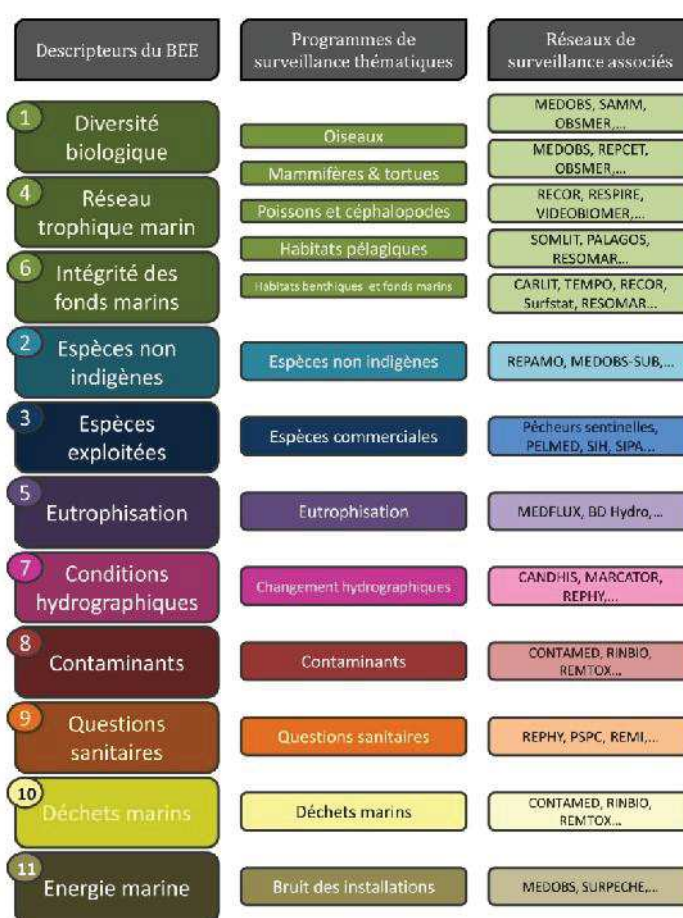 Descripteurs du BEE
Programmes de
surveillance thématiques
Réseaux de
surveillance associés
1
Diversité
biologique
4
Réseau
trophique marin
6
Intégrité des
fonds marins
Oiseaux
Mammifères & tortues
Poissons et céphalopodes
Habitats pélagiques
Habitats benthiques et fonds marins
MEDOBS, SAMM,
OBSMER,...
MEDOBS, REPCET,
OBSMER,...
RECOR, RESPIRE,
VIDEOBIOMER,...
SOMLIT, PALAGOS,
RESOMAR...
CARLIT, TEMPO, RECOR,
Surfstat, RESOMAR...
2
Espèces non
indigènes
Espèces non indigènes
REPAMO, MEDOBS-SUB,...
3
Espèces
exploitées
Espèces commerciales
Pêcheurs sentinelles,
PELMED, SIH, SIPA...
5
Eutrophisation
Eutrophisation
MEDFLUX, BD Hydro,...
7
Conditions
hydrographiques
Changement hydrographiques
CANDHIS, MARCATOR,
REPHY,...
8
Contaminants
Contaminants
CONTAMED, RINBIO,
REMTOX...
9
Questions
sanitaires
Questions sanitaires
REPHY, PSPC, REMI,...
10
Déchets marins
Déchets marins
CONTAMED, RINBIO,
REMTOX...
11
Energie marine
Bruit des installations
MEDOBS, SURPECHE,...